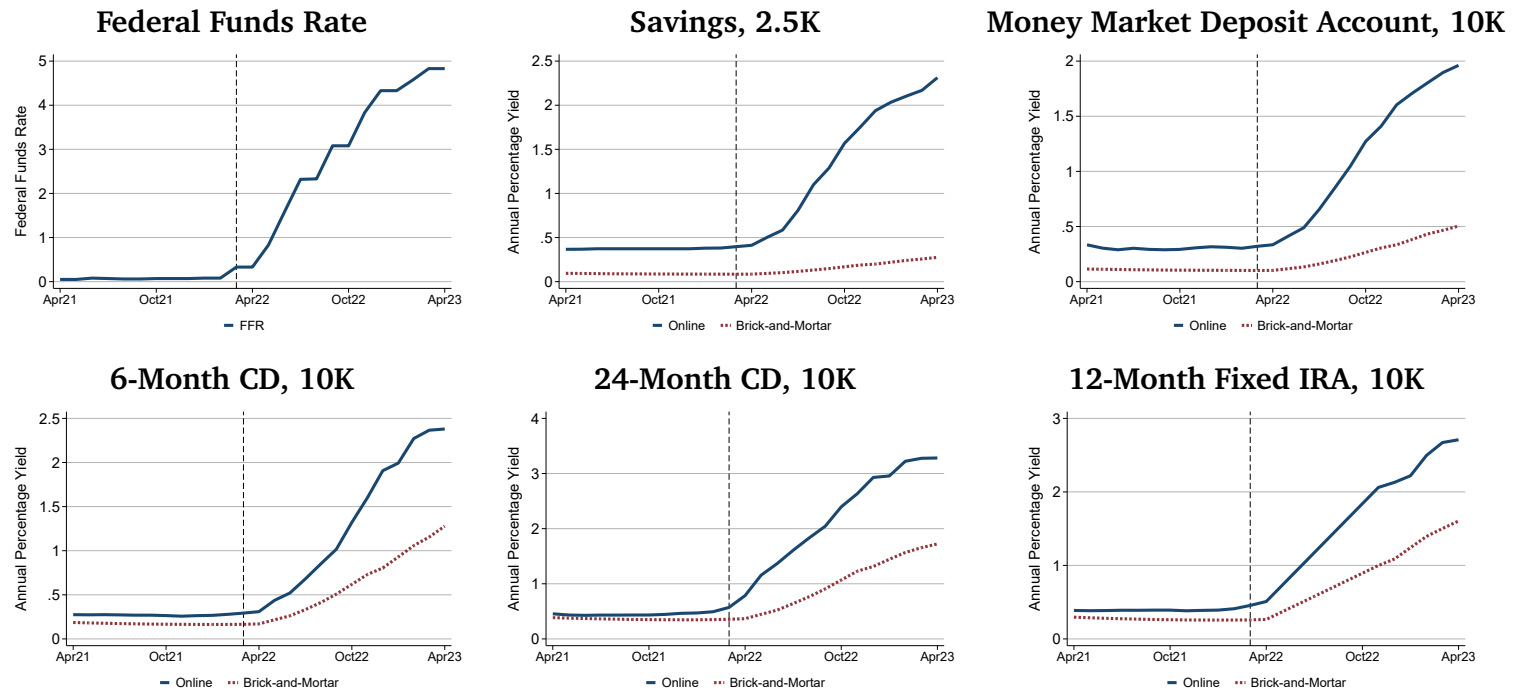 Federal Funds Rate
Federal Funds Rate
5
4
3
2
1
0
Apr21 Oct21 Apr22 Oct22 Apr23
FFR
Savings, 2.5K
Annual Percentage Yield
2.5
2
1.5
1
.5
0
Apr21 Oct21 Apr22 Oct22 Apr23
Online Brick-and-Mortar
Money Market Deposit Account, 10K
Annual Percentage Yield
2
1.5
1
.5
0
Apr21 Oct21 Apr22 Oct22 Apr23
Online Brick-and-Mortar
6-Month CD, 10K
Annual Percentage Yield
2.5
2
1.5
1
.5
0
Apr21 Oct21 Apr22 Oct22 Apr23
Online Brick-and-Mortar
24-Month CD, 10K
Annual Percentage Yield
4
3
2
1
0
Apr21 Oct21 Apr22 Oct22 Apr23
Online Brick-and-Mortar
12-Month Fixed IRA, 10K
Annual Percentage Yield
3
2
1
0
Apr21 Oct21 Apr22 Oct22 Apr23
Online Brick-and-Mortar